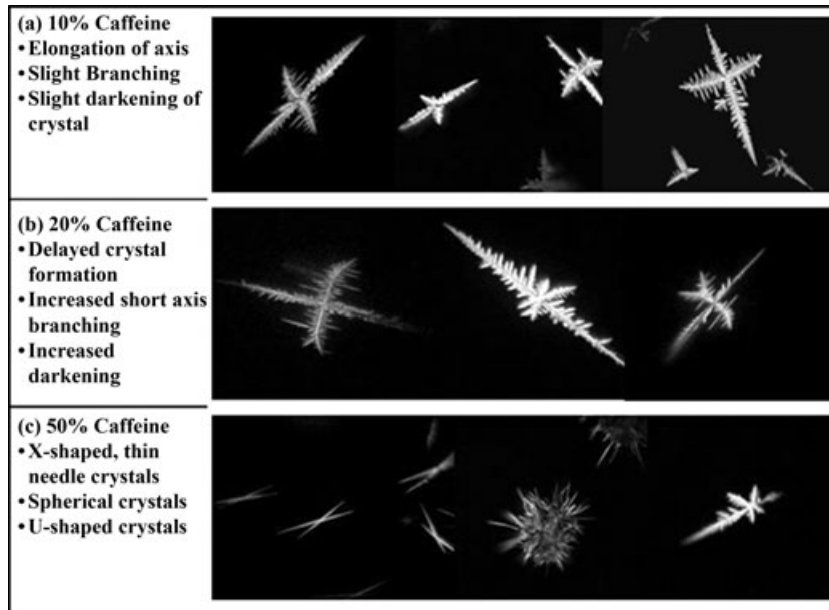 (a) 10% Caffeine
•Elongation of axis
•Slight Branching
•Slight darkening of
crystal
(b) 20% Caffeine
•Delayed crystal
formation
•Increased short axis
branching
•Increased
darkening
(c) 50% Caffeine
•X-shaped, thin
needle crystals
•Spherical crystals
•U-shaped crystals